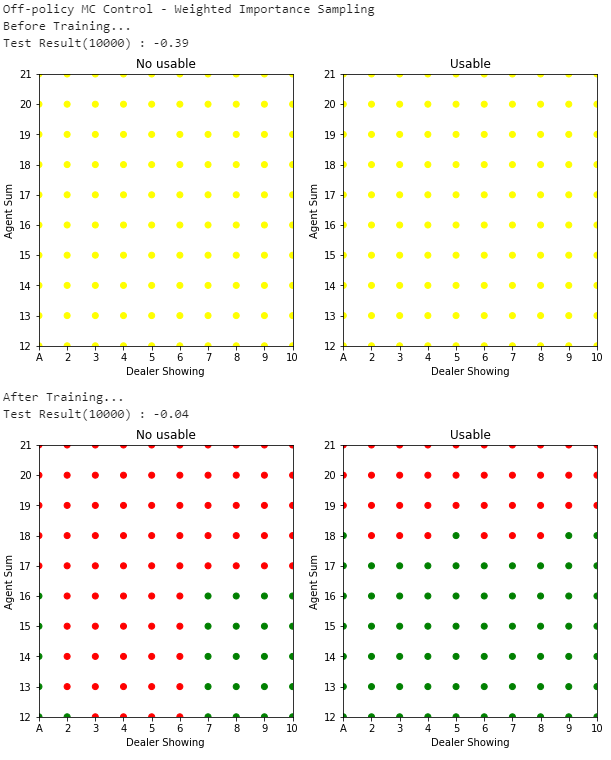 Off-policy MC Control - Weighted Importance Sampling
Before Training...
Test Result(10000) : -0.39
No usable
Usable
21
20
19
18
17
16
15
14
13
12
Agent Sum
A 2 3 4 5 6 7 8 9 10
Dealer Showing
21
20
19
18
17
16
15
14
13
12
Agent Sum
A 2 3 4 5 6 7 8 9 10
Dealer Showing
After Training...
Test Result(10000) : -0.04
No usable
Usable
21
20
19
18
17
16
15
14
13
12
Agent Sum
A 2 3 4 5 6 7 8 9 10
Dealer Showing
21
20
19
18
17
16
15
14
13
12
Agent Sum
A 2 3 4 5 6 7 8 9 10
Dealer Showing